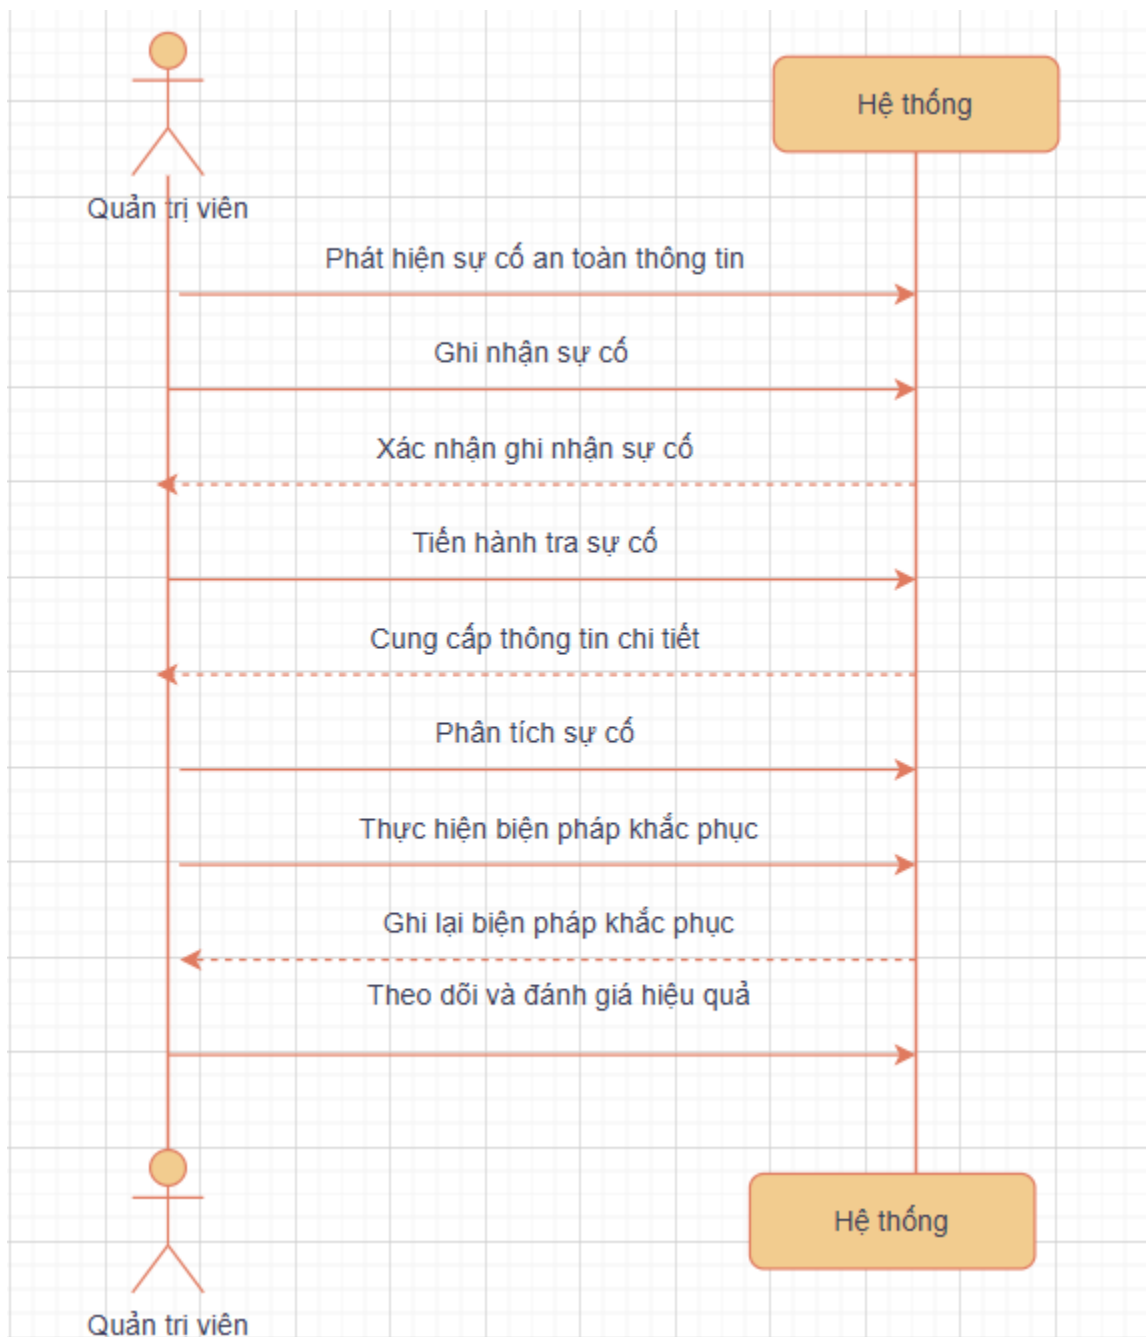 Hệ thống
Quản trị viên
Phát hiện sự cố an toàn thông tin
Ghi nhận sự cố
Xác nhận ghi nhận sự cố
Tiến hành tra sự cố
Cung cấp thông tin chi tiết
Phân tích sự cố
Thực hiện biện pháp khắc phục
Ghi lại biện pháp khắc phục
Theo dõi và đánh giá hiệu quả
Hệ thống
Quản trị viên